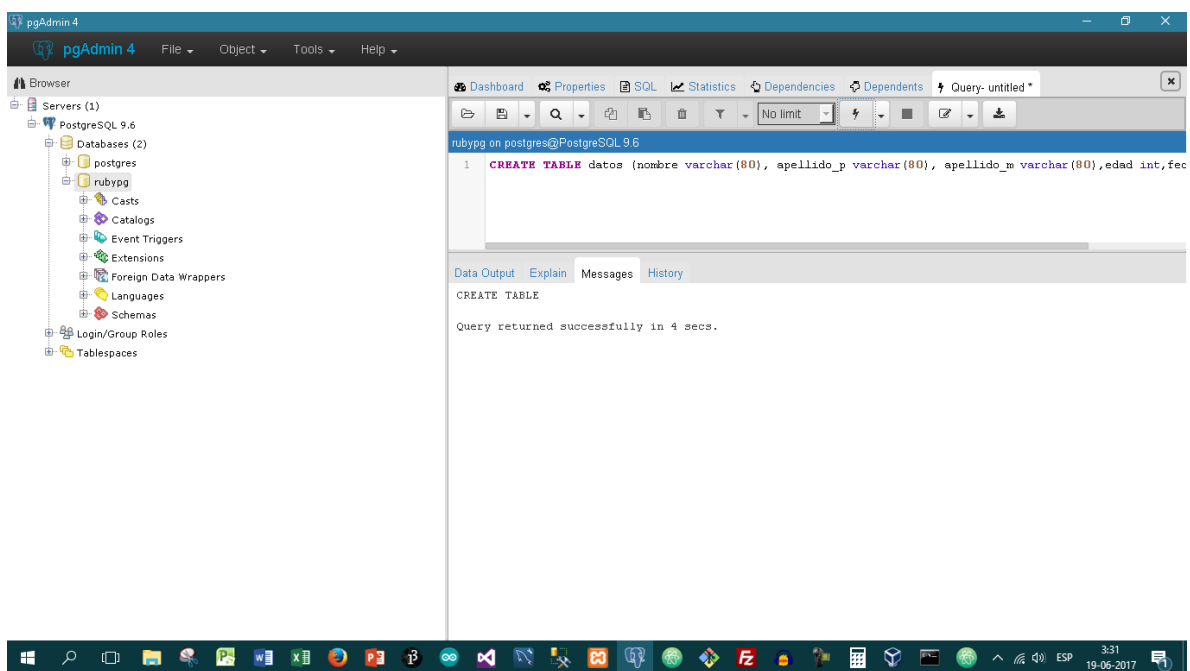 pgAdmin 4
pgAdmin 4 File Object Tools Help
Browser
Servers (1)
PostgreSQL 9.6
Databases (2)
postgres
rubypg
Casts
Catalogs
Event Triggers
Extensions
Foreign Data Wrappers
Languages
Schemas
Login/Group Roles
Tablespaces
Dashboard Properties SQL Statistics Dependencies Dependents Query- untitled *
No limit
rubypg on postgres@PostgreSQL 9.6
1 CREATE TABLE datos (nombre varchar(80), apellido_p varchar(80), apellido_m varchar(80),edad int,fec
Data Output Explain Messages History
CREATE TABLE
Query returned successfully in 4 secs.
ESP
3:31
19-06-2017